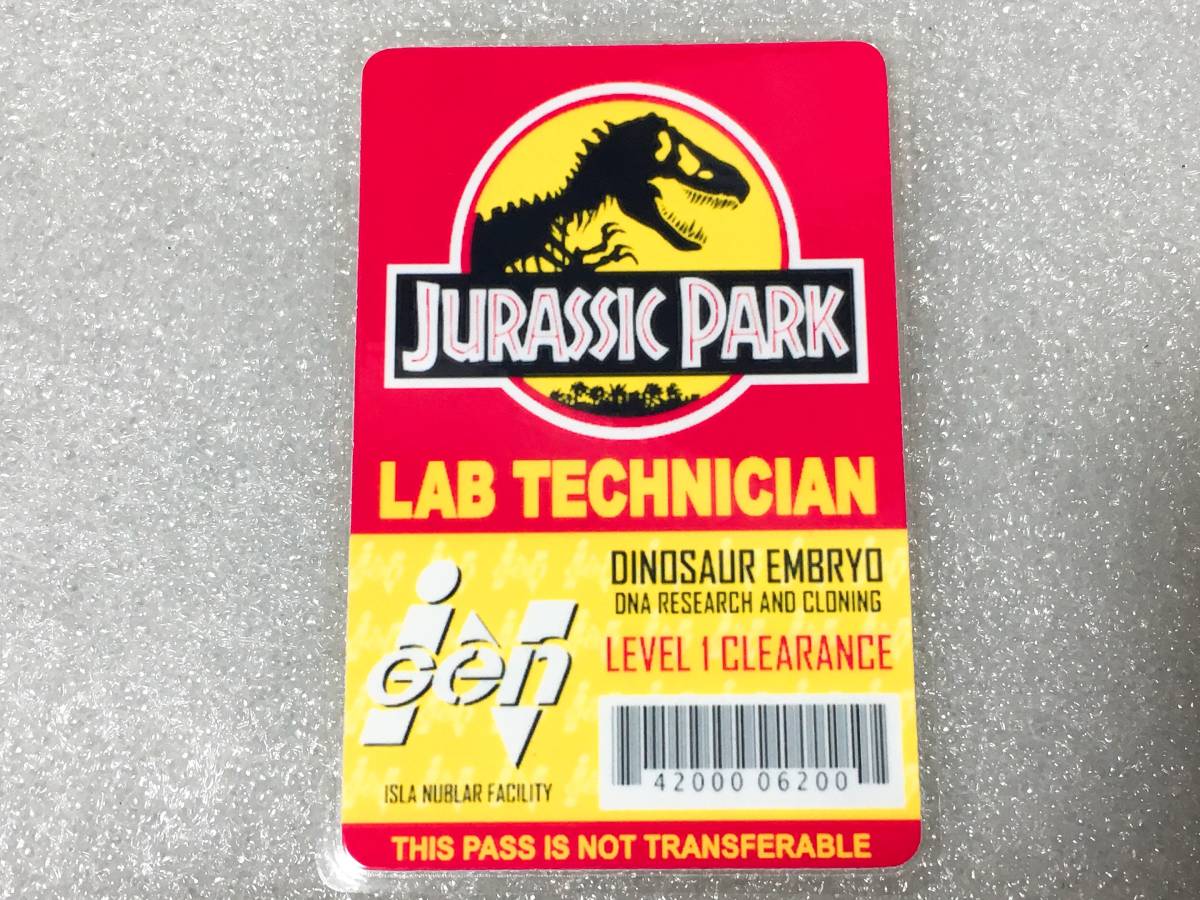 JURASSIC PARK
LAB TECHNICIAN
DINOSAUR EMBRYO
DNA RESEARCH AND CLONING
LEVEL 1 CLEARANCE
inGen
42000 06200
ISLA NUBLAR FACILITY
THIS PASS IS NOT TRANSFERABLE